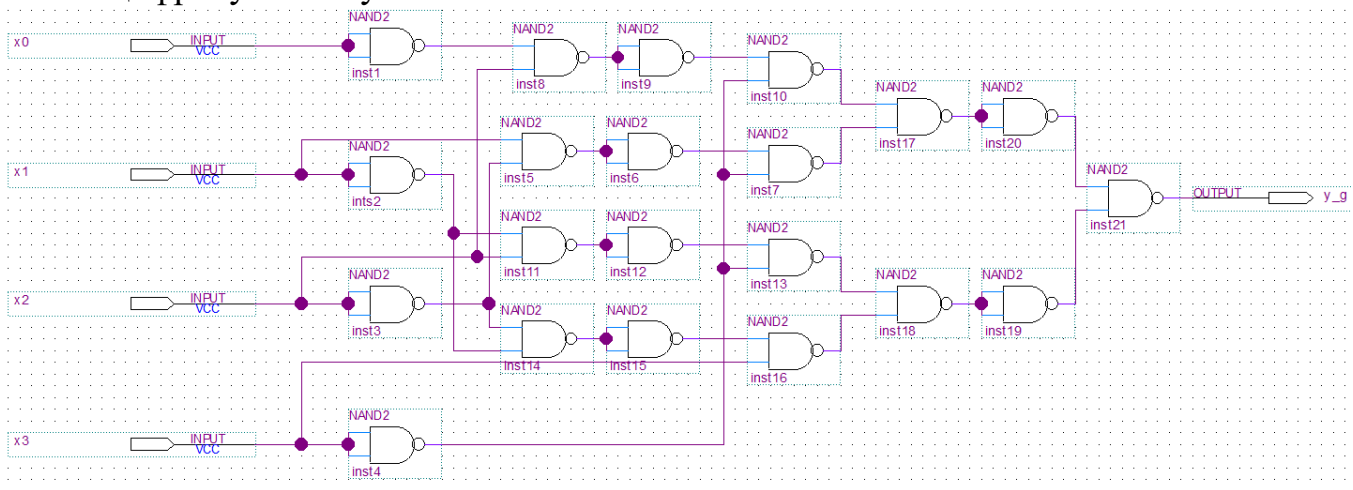 NAND2
x0
INPUT
VCC
inst1
NAND2
inst8
NAND2
inst9
NAND2
inst10
NAND2
inst17
NAND2
inst20
x1
INPUT
VCC
NAND2
ints2
NAND2
inst5
NAND2
inst6
NAND2
inst7
NAND2
inst21
OUTPUT
y_g
NAND2
inst11
NAND2
inst12
NAND2
inst13
x2
INPUT
VCC
NAND2
inst3
NAND2
inst14
NAND2
inst15
NAND2
inst16
NAND2
inst18
NAND2
inst19
x3
INPUT
VCC
NAND2
inst4